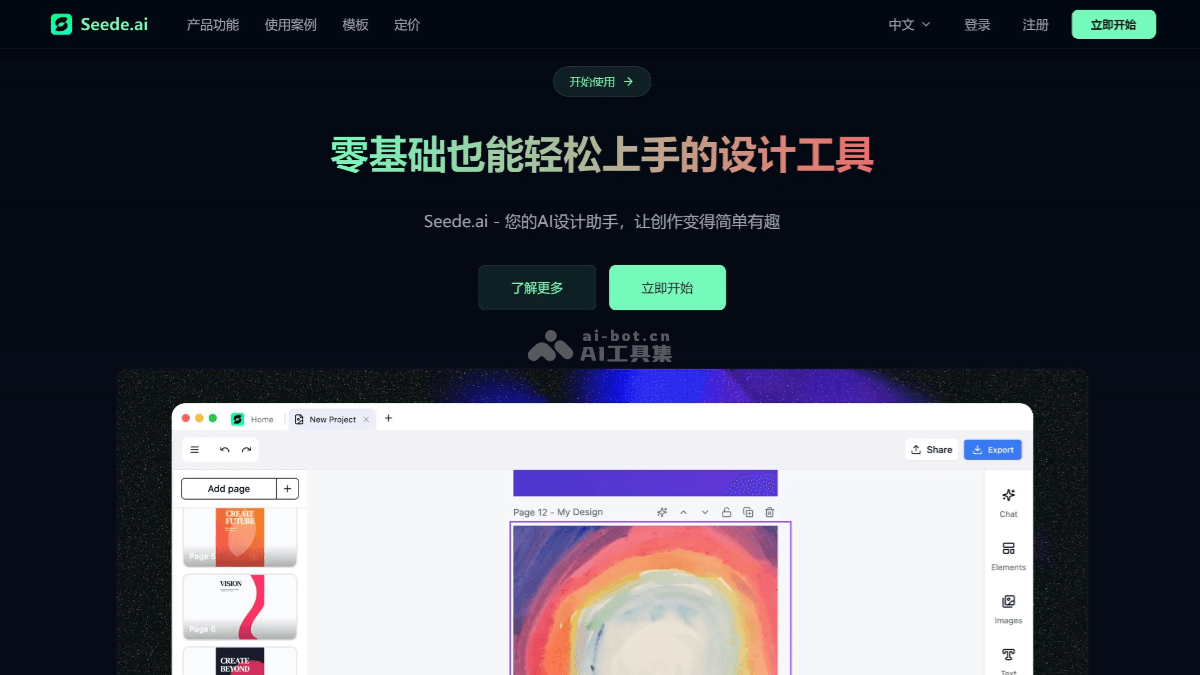 Seede.ai 产品功能 使用案例 模板 定价 中文 登录 注册 立即开始
开始使用 →
零基础也能轻松上手的设计工具
Seede.ai - 您的AI设计助手，让创作变得简单有趣
了解更多 立即开始
ai-bot.cn
AI工具集
Home New Project × +
Share Export
Add page +
Page 12 - My Design
CREATE
FUTURE
Page 5
Chat
VISION
Page 6
Elements
Images
CREATE
BEYOND
Text